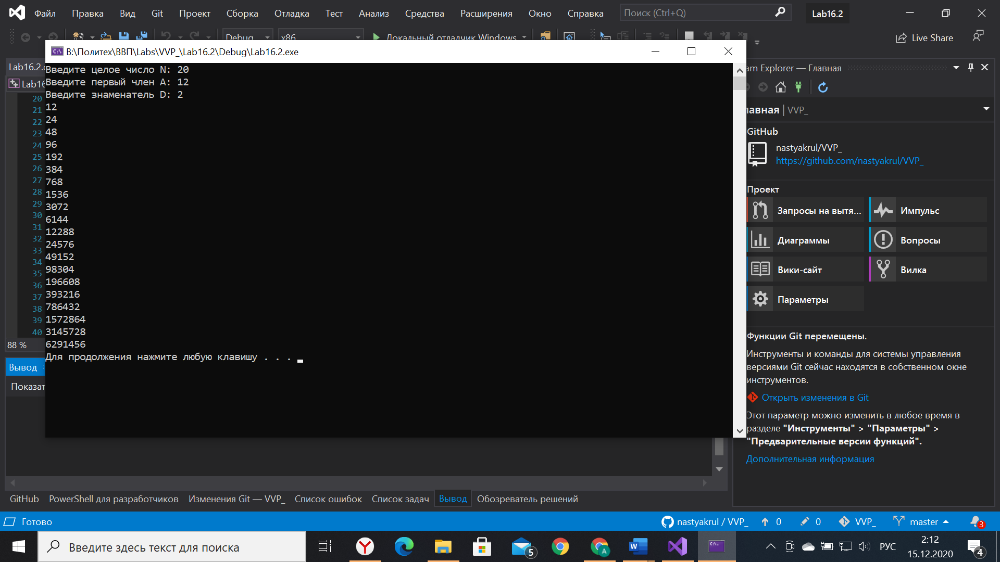 Файл Правка Вид Git Проект Сборка Отладка Тест Анализ Средства Расширения Окно Справка Поиск (Ctrl+Q) Lab16.2
Debug x86 Локальный отладчик Windows Live Share
B:\Политех\ВВП\Labs\VVP_\Lab16.2\Debug\Lab16.2.exe
Lab16.2.c
Lab16
20
21
22
23
24
25
26
27
28
29
30
31
32
33
34
35
36
37
38
39
40
88 %
Вывод
Показат
Введите целое число N: 20
Введите первый член A: 12
Введите знаменатель D: 2
12
24
48
96
192
384
768
1536
3072
6144
12288
24576
49152
98304
196608
393216
786432
1572864
3145728
6291456
Для продолжения нажмите любую клавишу . . .
am Explorer — Главная
лавная | VVP_
GitHub
nastyakrul/VVP_
https://github.com/nastyakrul/VVP_
Проект
Запросы на вытя... Импульс
Диаграммы Вопросы
Вики-сайт Вилка
Параметры
Функции Git перемещены.
Инструменты и команды для системы управления
версиями Git сейчас находятся в собственном окне
инструментов.
Открыть изменения в Git
Этот параметр можно изменить в любое время в
разделе "Инструменты" > "Параметры" >
"Предварительные версии функций".
Дополнительная информация
GitHub PowerShell для разработчиков Изменения Git — VVP_ Список ошибок Список задач Вывод Обозреватель решений
Готово nastyakrul / VVP_ 0 0 VVP_ master 3
Введите здесь текст для поиска 5 РУС 2:12
15.12.2020 4